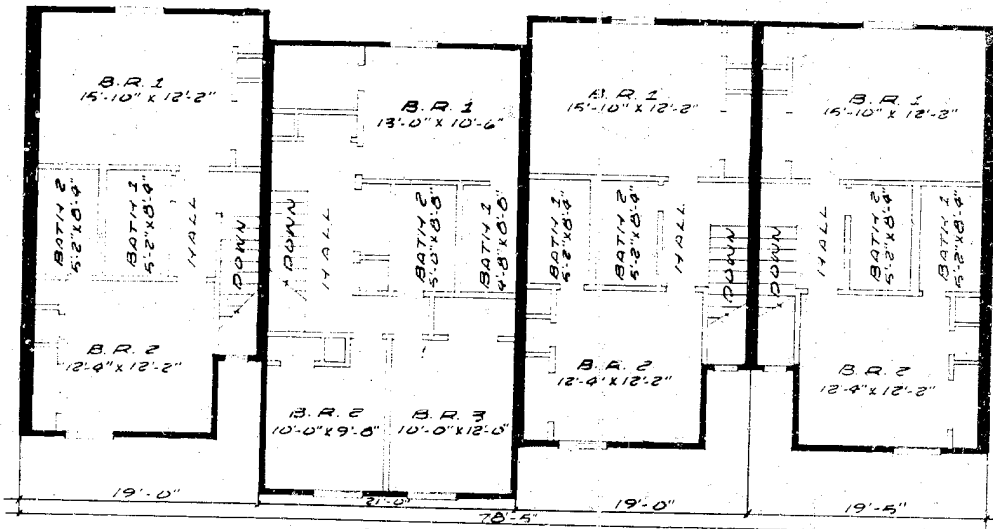 B.R. 1
15'-10" X 12'-2"
BATH 2
5'-2"X8'-4"
BATH 1
5'-2"X8'-4"
HALL
DOWN
B.R. 2
12'-4" X 12'-2"
B.R. 1
13'-0" X 10'-6"
DOWN
HALL
BATH 2
5'-0"X8'-8"
BATH 1
4'-8"X8'-8"
B.R. 2
10'-0"X9'-8"
B.R. 3
10'-0"X12'-0"
B.R. 1
15'-10" X 12'-2"
BATH 1
5'-2"X8'-4"
BATH 2
5'-2"X8'-4"
HALL
DOWN
B.R. 2
12'-4" X 12'-2"
B.R. 1
15'-10" X 12'-2"
DOWN
HALL
BATH 2
5'-2"X8'-4"
BATH 1
5'-2"X8'-4"
B.R. 2
12'-4" X 12'-2"
19'-0"
21'-0"
19'-0"
19'-5"
78'-5"